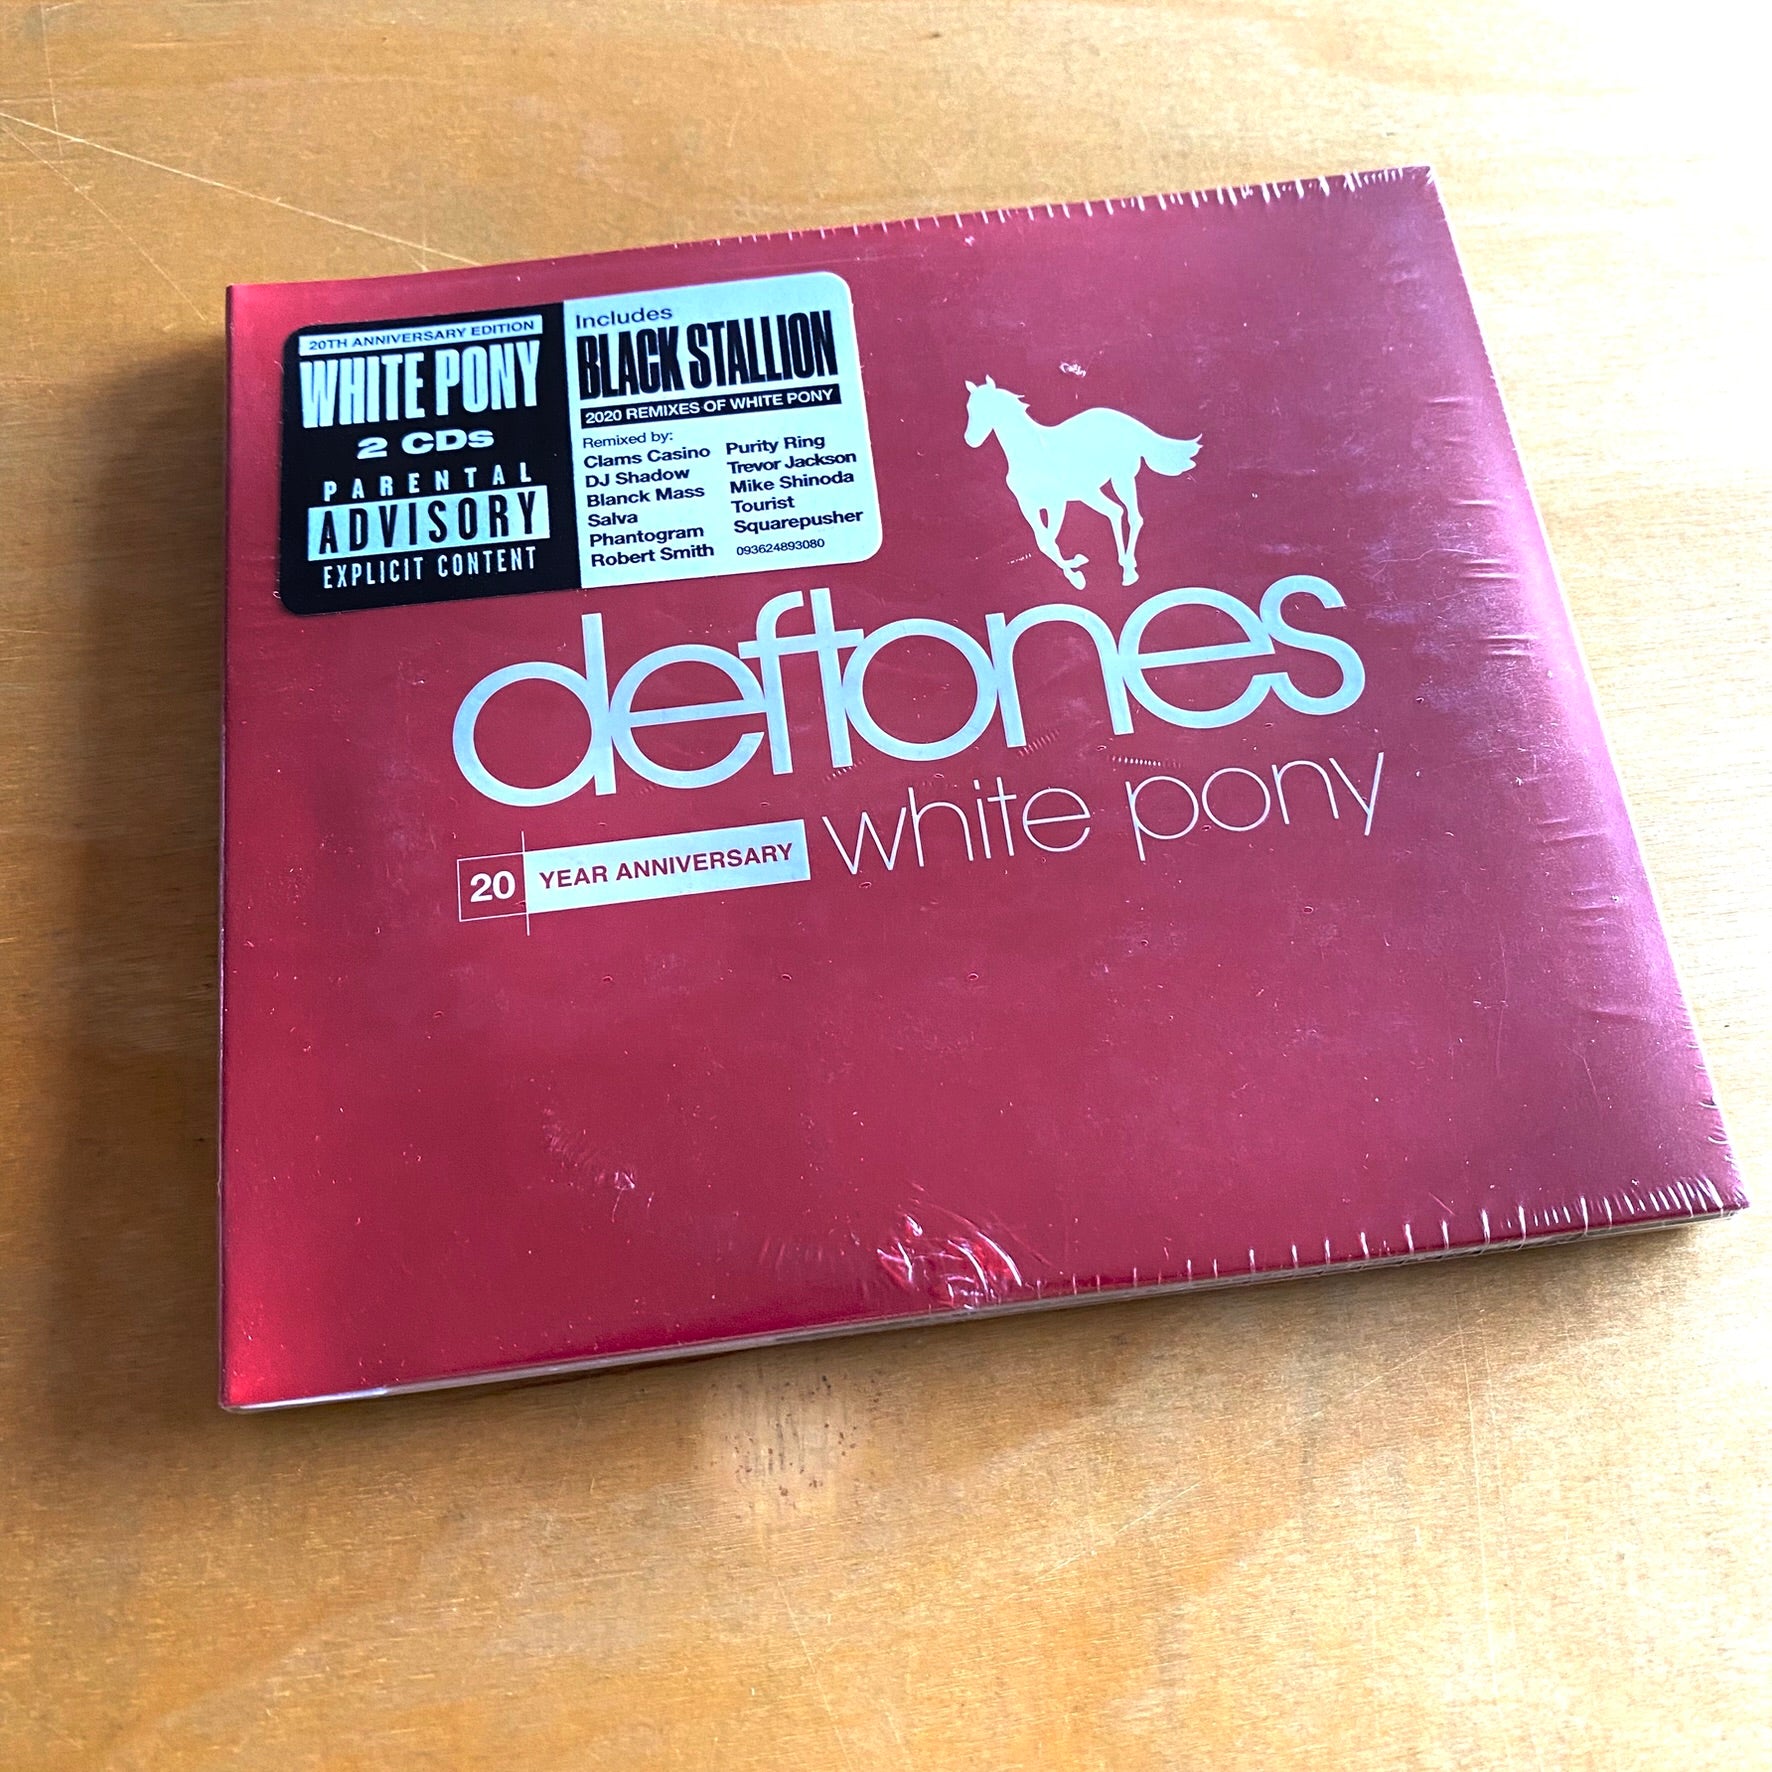 20TH ANNIVERSARY EDITION
WHITE PONY
2 CDs
PARENTAL
ADVISORY
EXPLICIT CONTENT
Includes
BLACK STALLION
2020 REMIXES OF WHITE PONY
Remixed by:
Clams Casino
DJ Shadow
Blanck Mass
Salva
Phantogram
Robert Smith
Purity Ring
Trevor Jackson
Mike Shinoda
Tourist
Squarepusher
093624893080
deftones
20 YEAR ANNIVERSARY white pony